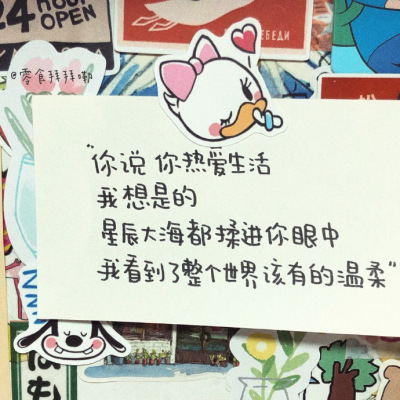 24 HOUR
OPEN
ЛЕБЕДИ
@零食拜拜嘞
“你说 你热爱生活
我想是的
星辰大海都揉进你眼中
我看到了整个世界该有的温柔”